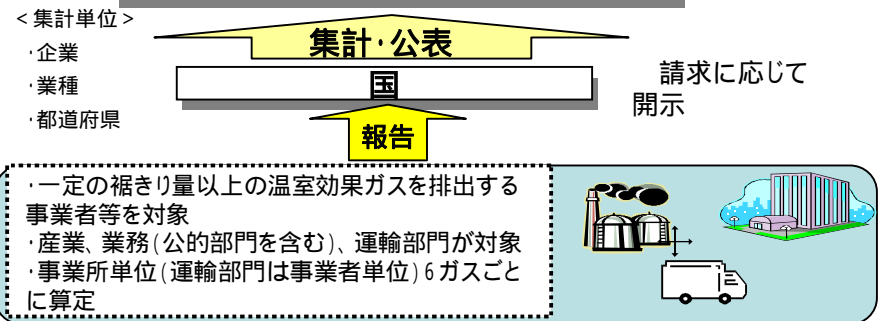 <集計単位>
･企業
･業種
･都道府県
集計･公表
国
請求に応じて
開示
報告
･一定の裾きり量以上の温室効果ガスを排出する
事業者等を対象
･産業、業務(公的部門を含む)、運輸部門が対象
･事業所単位(運輸部門は事業者単位)6ガスごと
に算定